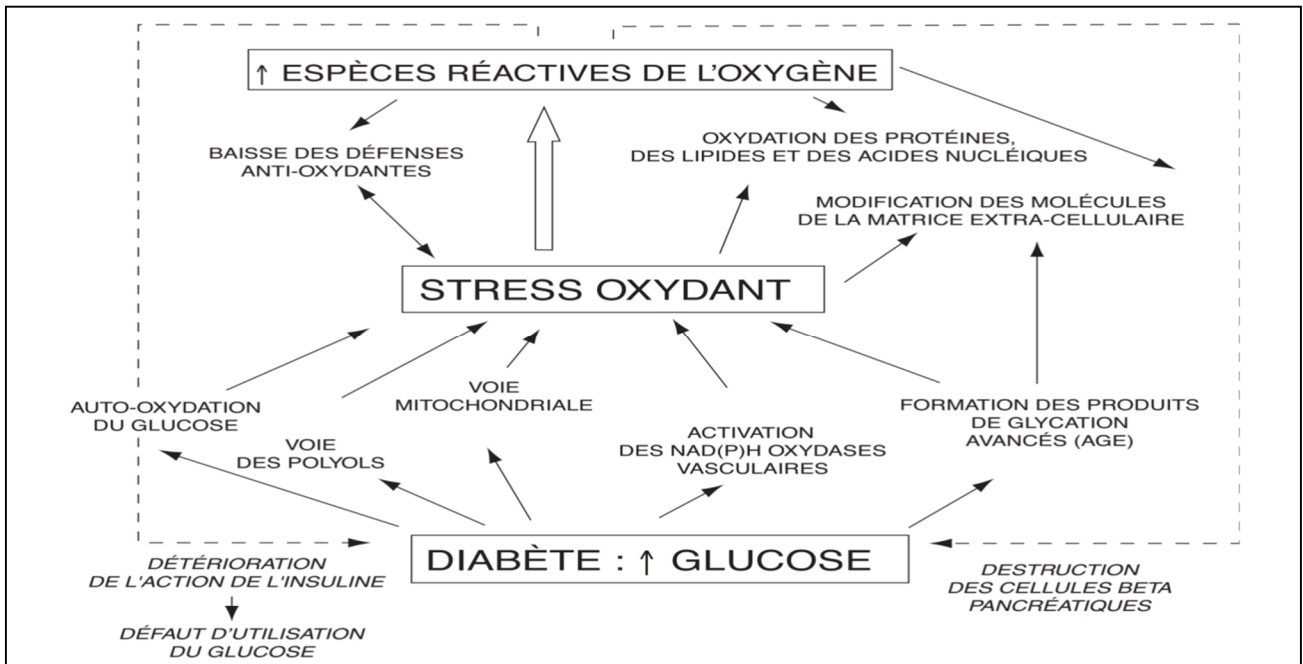 ↑ ESPÈCES RÉACTIVES DE L'OXYGÈNE
BAISSE DES DÉFENSES
ANTI-OXYDANTES
OXYDATION DES PROTÉINES,
DES LIPIDES ET DES ACIDES NUCLÉIQUES
MODIFICATION DES MOLÉCULES
DE LA MATRICE EXTRA-CELLULAIRE
STRESS OXYDANT
AUTO-OXYDATION
DU GLUCOSE
VOIE
DES POLYOLS
VOIE
MITOCHONDRIALE
ACTIVATION
DES NAD(P)H OXYDASES
VASCULAIRES
FORMATION DES PRODUITS
DE GLYCATION
AVANCÉS (AGE)
DIABÈTE : ↑ GLUCOSE
DÉTÉRIORATION
DE L'ACTION DE L'INSULINE
DÉFAUT D'UTILISATION
DU GLUCOSE
DESTRUCTION
DES CELLULES BETA
PANCRÉATIQUES